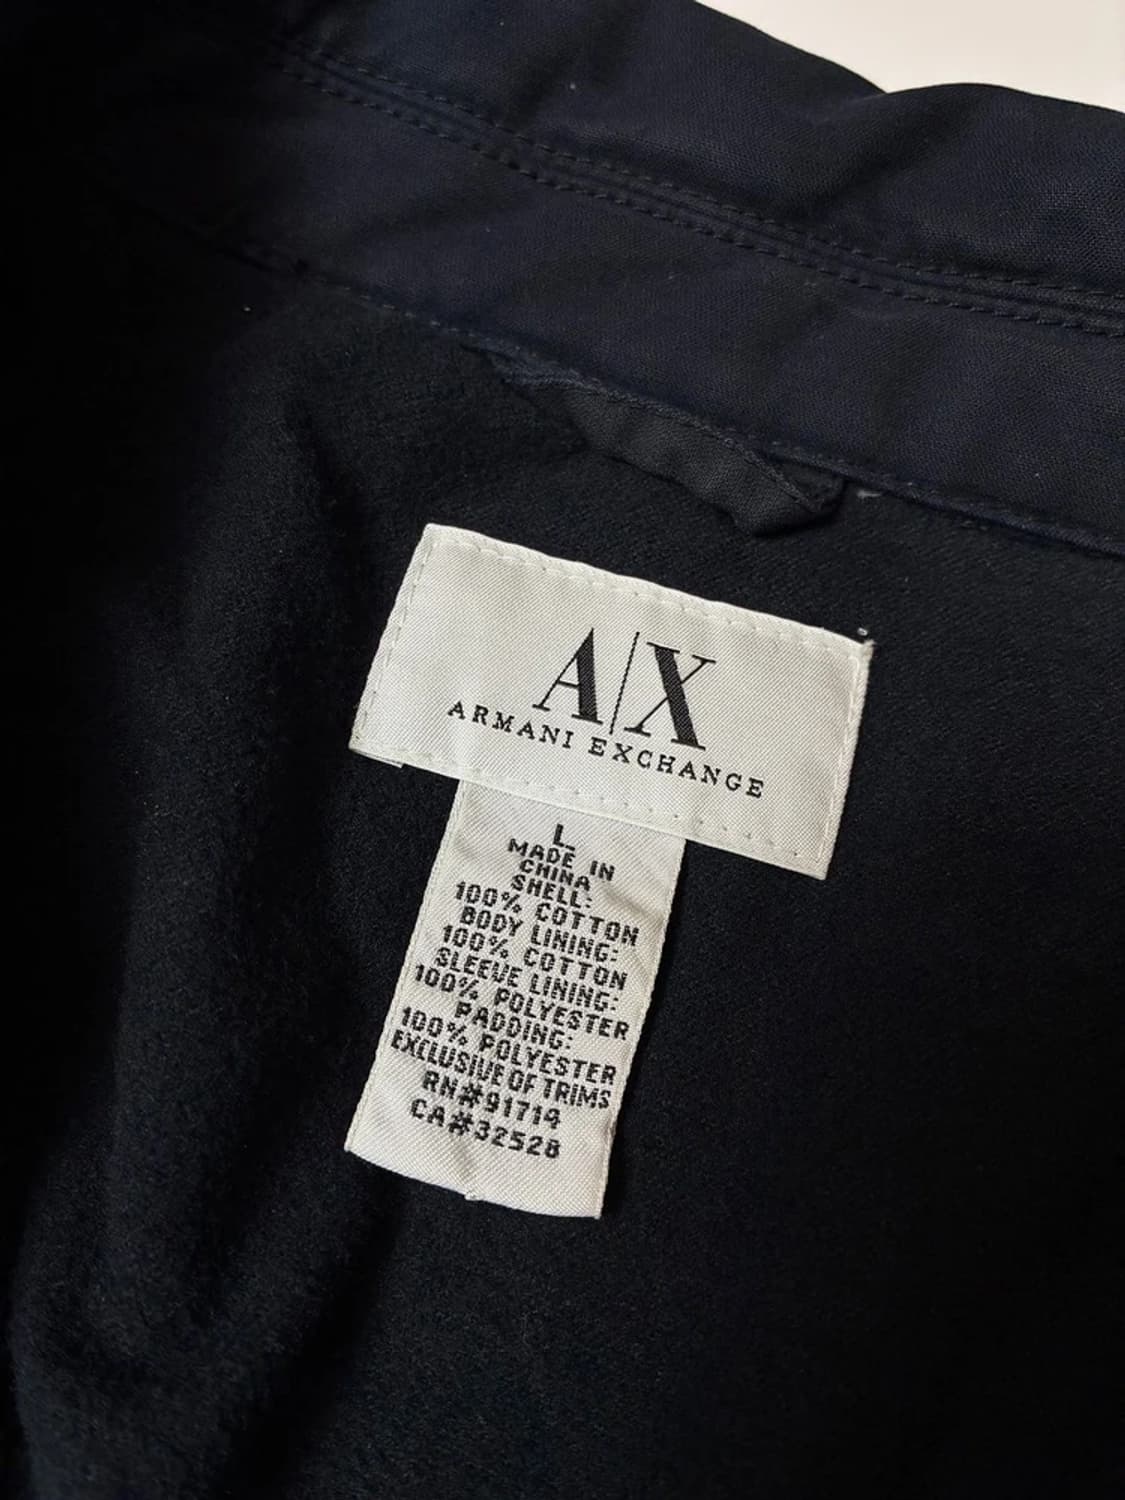 A|X
ARMANI EXCHANGE
L
MADE IN
CHINA
SHELL:
100% COTTON
BODY LINING:
100% COTTON
SLEEVE LINING:
100% POLYESTER
PADDING:
100% POLYESTER
EXCLUSIVE OF TRIMS
RN#91714
CA#32528